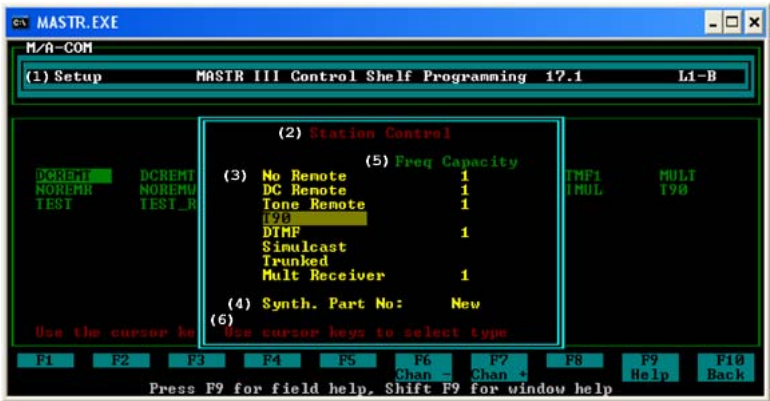 MASTR.EXE
M/A-COM
(1) Setup MASTR III Control Shelf Programming 17.1 L1-B
(2) Station Control
(5) Freq Capacity
DCREMT DCREMT (3) No Remote 1 TMF1 MULT
NOREMR NOREMW DC Remote 1 IMUL T90
TEST TEST_R Tone Remote 1
T90
DTMF 1
Simulcast
Trunked
Mult Receiver 1
(4) Synth. Part No: New
(6)
Use the cursor ke Use cursor keys to select type
F1 F2 F3 F4 F5 F6 F7 F8 F9 F10
Chan - Chan + Help Back
Press F9 for field help, Shift F9 for window help